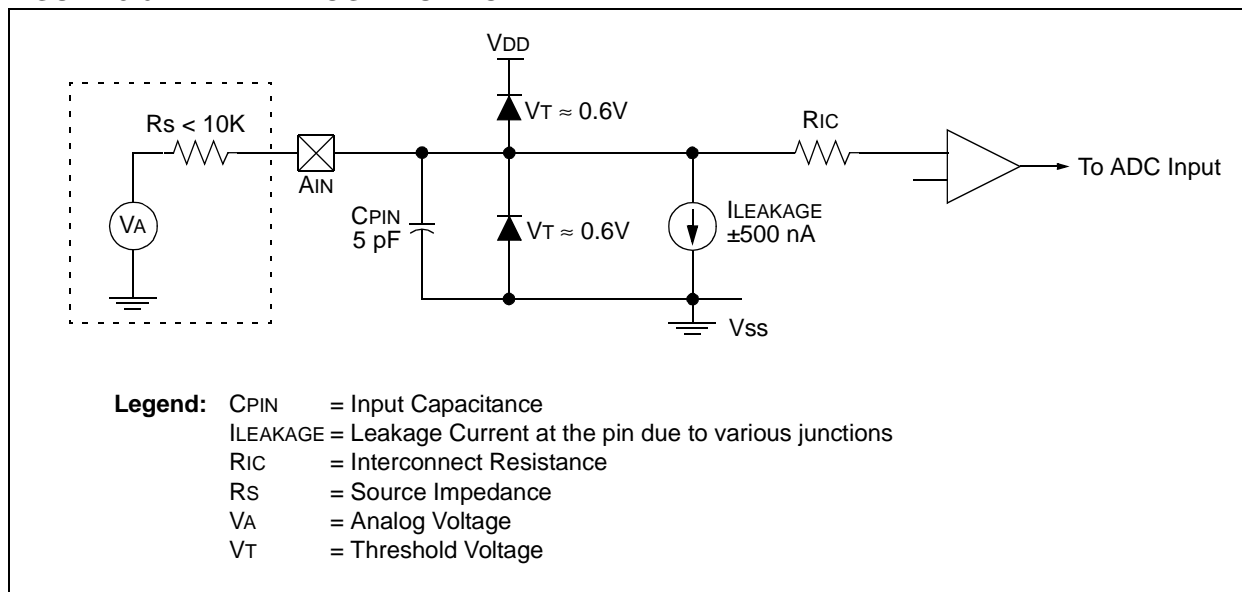 VDD
VT ≈ 0.6V
Rs < 10K
RIC
AIN
To ADC Input
VA
CPIN
5 pF
VT ≈ 0.6V
ILEAKAGE
±500 nA
Vss
Legend: CPIN = Input Capacitance
ILEAKAGE = Leakage Current at the pin due to various junctions
RIC = Interconnect Resistance
RS = Source Impedance
VA = Analog Voltage
VT = Threshold Voltage